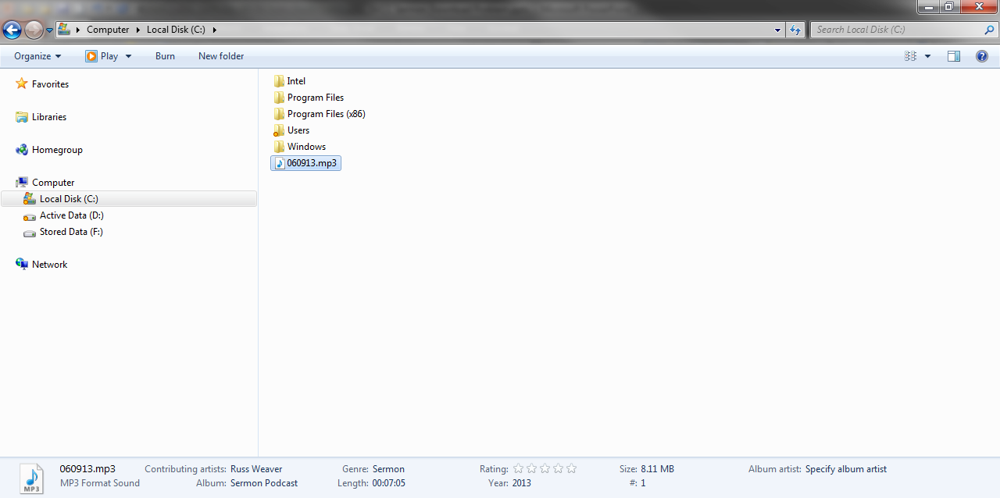 Computer Local Disk (C:) Search Local Disk (C:)
Organize Play Burn New folder
Favorites
Libraries
Homegroup
Computer
Local Disk (C:)
Active Data (D:)
Stored Data (F:)
Network
Intel
Program Files
Program Files (x86)
Users
Windows
060913.mp3
MP3
060913.mp3 Contributing artists: Russ Weaver Genre: Sermon Rating: Size: 8.11 MB Album artist: Specify album artist
MP3 Format Sound Album: Sermon Podcast Length: 00:07:05 Year: 2013 #: 1